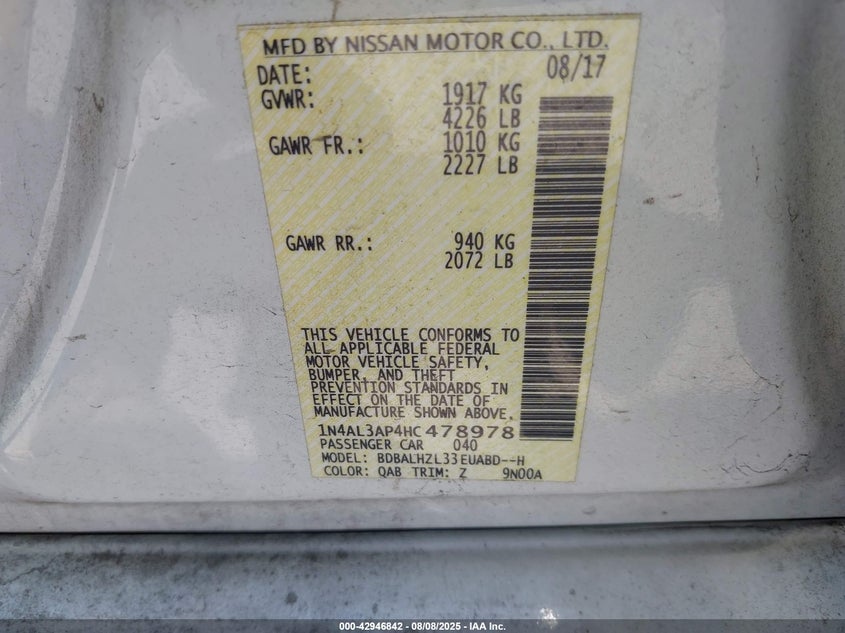 MFD BY NISSAN MOTOR CO., LTD.
DATE: 08/17
GVWR: 1917 KG
4226 LB
GAWR FR.: 1010 KG
2227 LB
GAWR RR.: 940 KG
2072 LB
THIS VEHICLE CONFORMS TO
ALL APPLICABLE FEDERAL
MOTOR VEHICLE SAFETY,
BUMPER, AND THEFT
PREVENTION STANDARDS IN
EFFECT ON THE DATE OF
MANUFACTURE SHOWN ABOVE.
1N4AL3AP4HC478978
PASSENGER CAR 040
MODEL: BDBALHZL33EUABD--H
COLOR: QAB TRIM: Z 9N00A
000-42946842 - 08/08/2025 - IAA Inc.